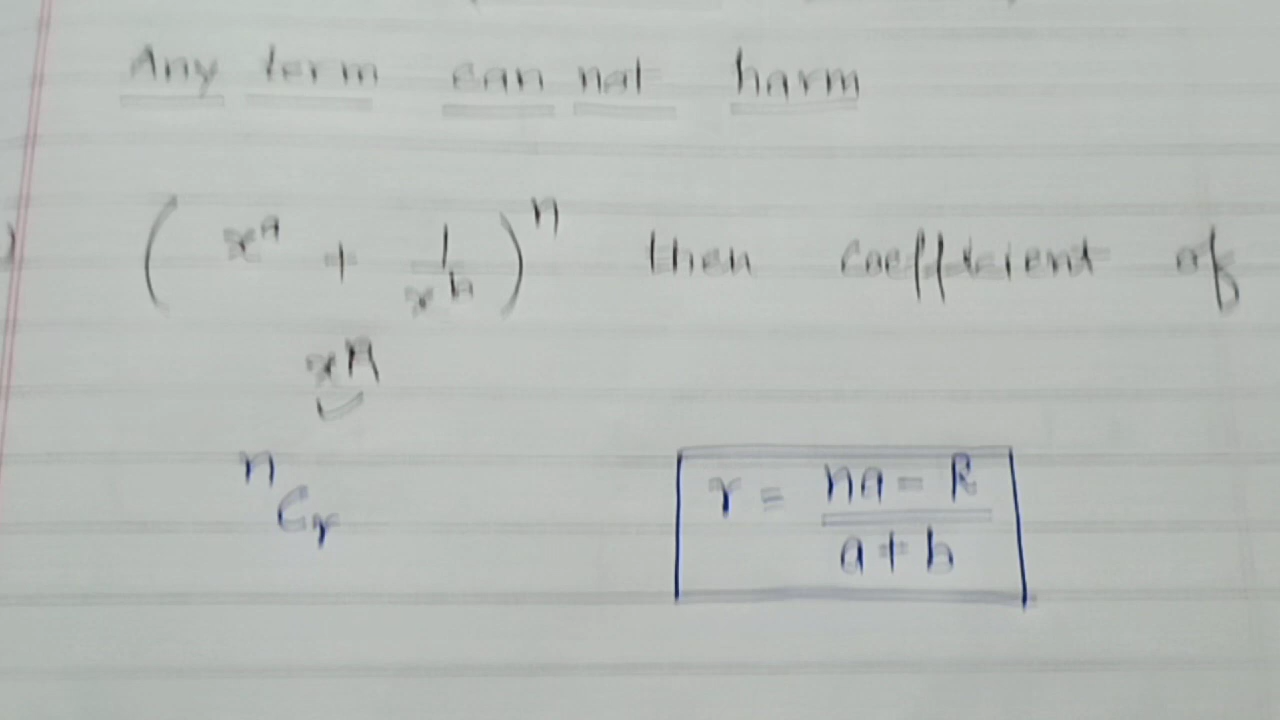 Any term can not harm
( x^a + 1/x^b )^n then coefficient of
x^R
nCr
r = na - R / a + b